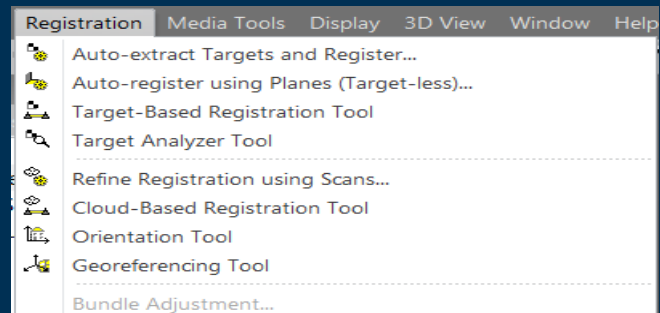 Registration Media Tools Display 3D View Window Help
Auto-extract Targets and Register...
Auto-register using Planes (Target-less)...
Target-Based Registration Tool
Target Analyzer Tool
Refine Registration using Scans...
Cloud-Based Registration Tool
Orientation Tool
Georeferencing Tool
Bundle Adjustment...